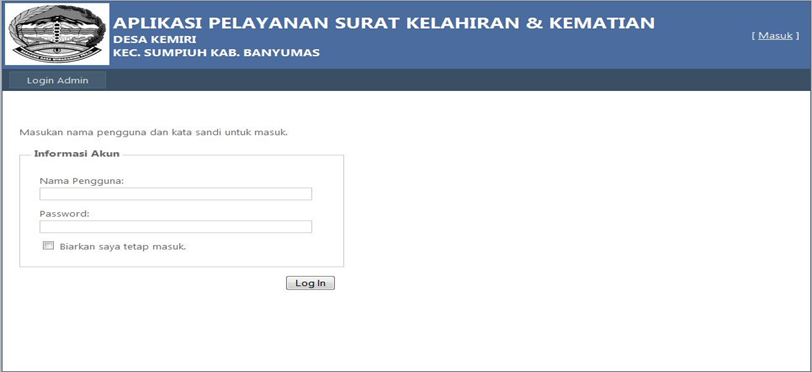 APLIKASI PELAYANAN SURAT KELAHIRAN & KEMATIAN
DESA KEMIRI
KEC. SUMPIUH KAB. BANYUMAS
[ Masuk ]
Login Admin
Masukan nama pengguna dan kata sandi untuk masuk.
Informasi Akun
Nama Pengguna:
Password:
Biarkan saya tetap masuk.
Log In